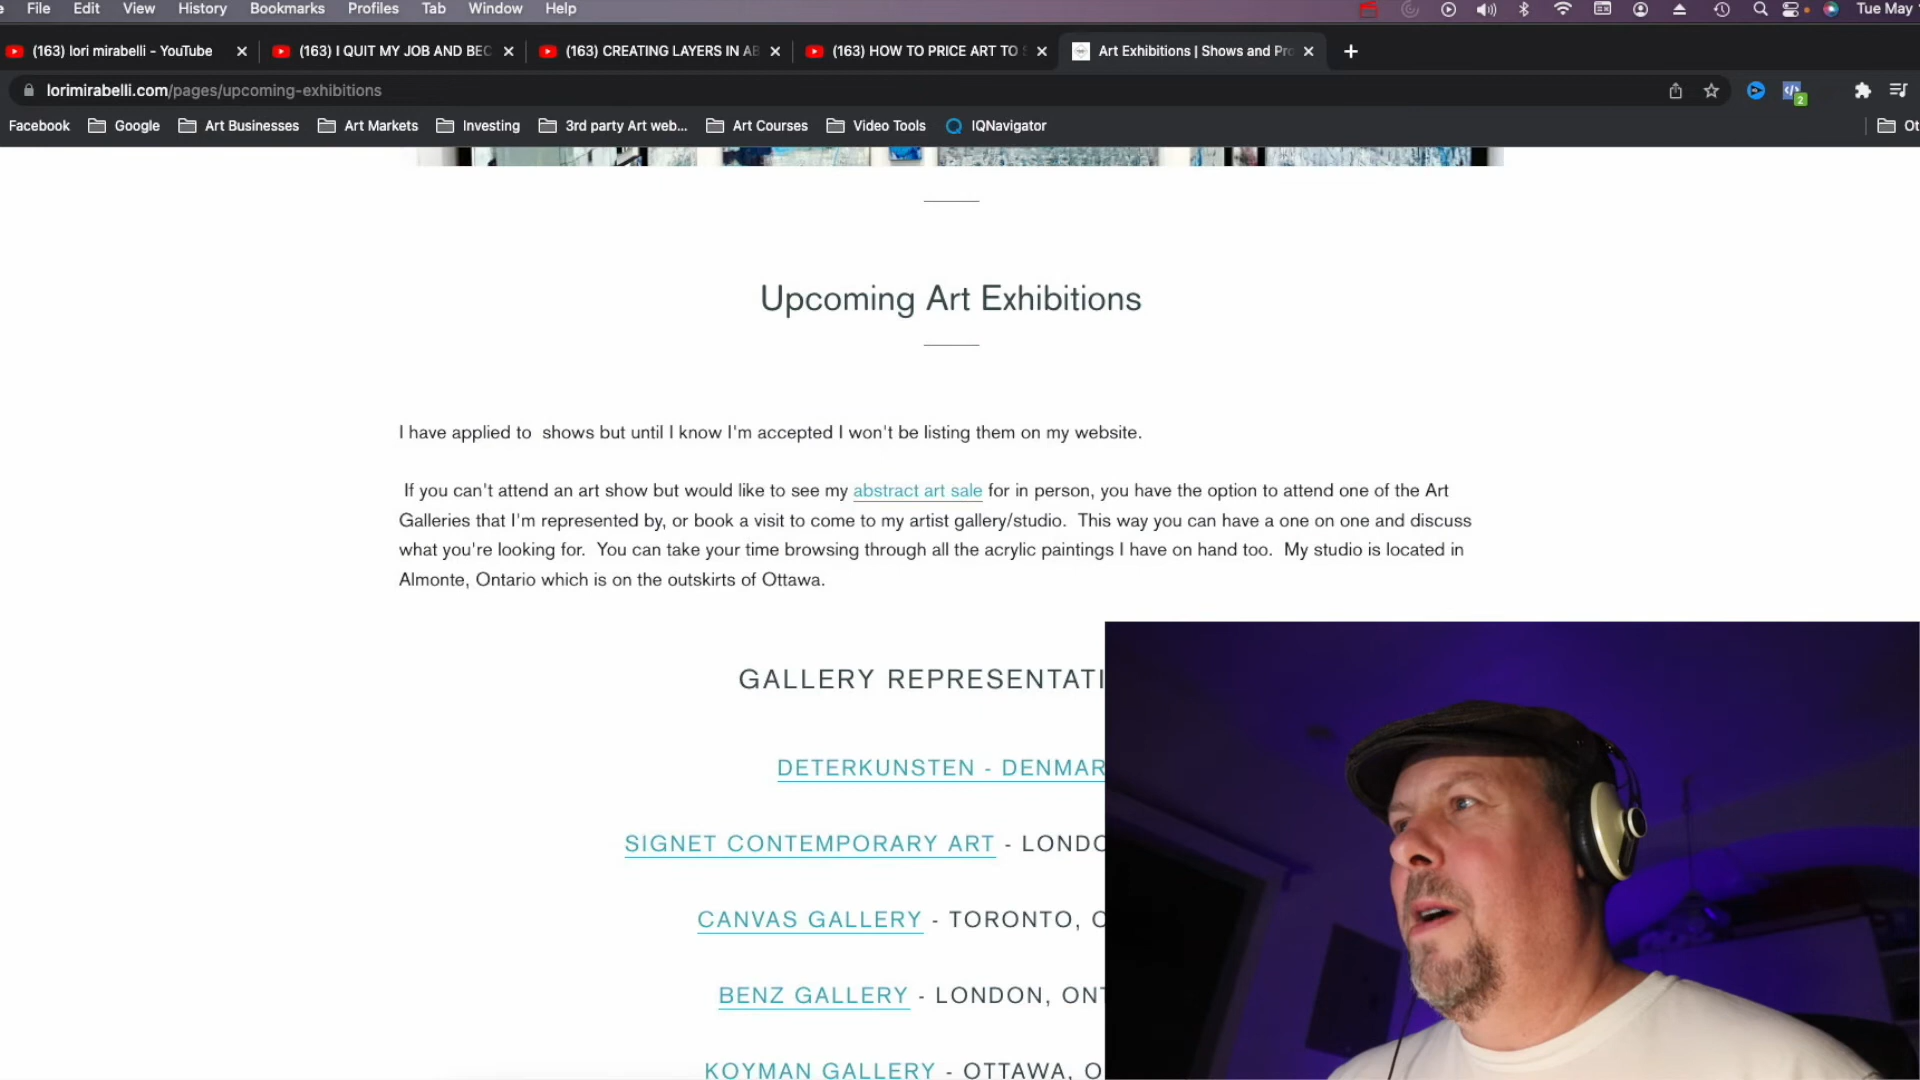 File Edit View History Bookmarks Profiles Tab Window Help Tue May
(163) lori mirabelli - YouTube (163) I QUIT MY JOB AND BEC (163) CREATING LAYERS IN AB (163) HOW TO PRICE ART TO S Art Exhibitions | Shows and Pro
lorimirabelli.com/pages/upcoming-exhibitions 2
Facebook Google Art Businesses Art Markets Investing 3rd party Art web... Art Courses Video Tools IQNavigator Ot
Upcoming Art Exhibitions
I have applied to shows but until I know I'm accepted I won't be listing them on my website.
If you can't attend an art show but would like to see my abstract art sale for in person, you have the option to attend one of the Art
Galleries that I'm represented by, or book a visit to come to my artist gallery/studio. This way you can have a one on one and discuss
what you're looking for. You can take your time browsing through all the acrylic paintings I have on hand too. My studio is located in
Almonte, Ontario which is on the outskirts of Ottawa.
GALLERY REPRESENTATI
DETERKUNSTEN - DENMAR
SIGNET CONTEMPORARY ART - LONDO
CANVAS GALLERY - TORONTO, O
BENZ GALLERY - LONDON, ONT
KOYMAN GALLERY - OTTAWA, O